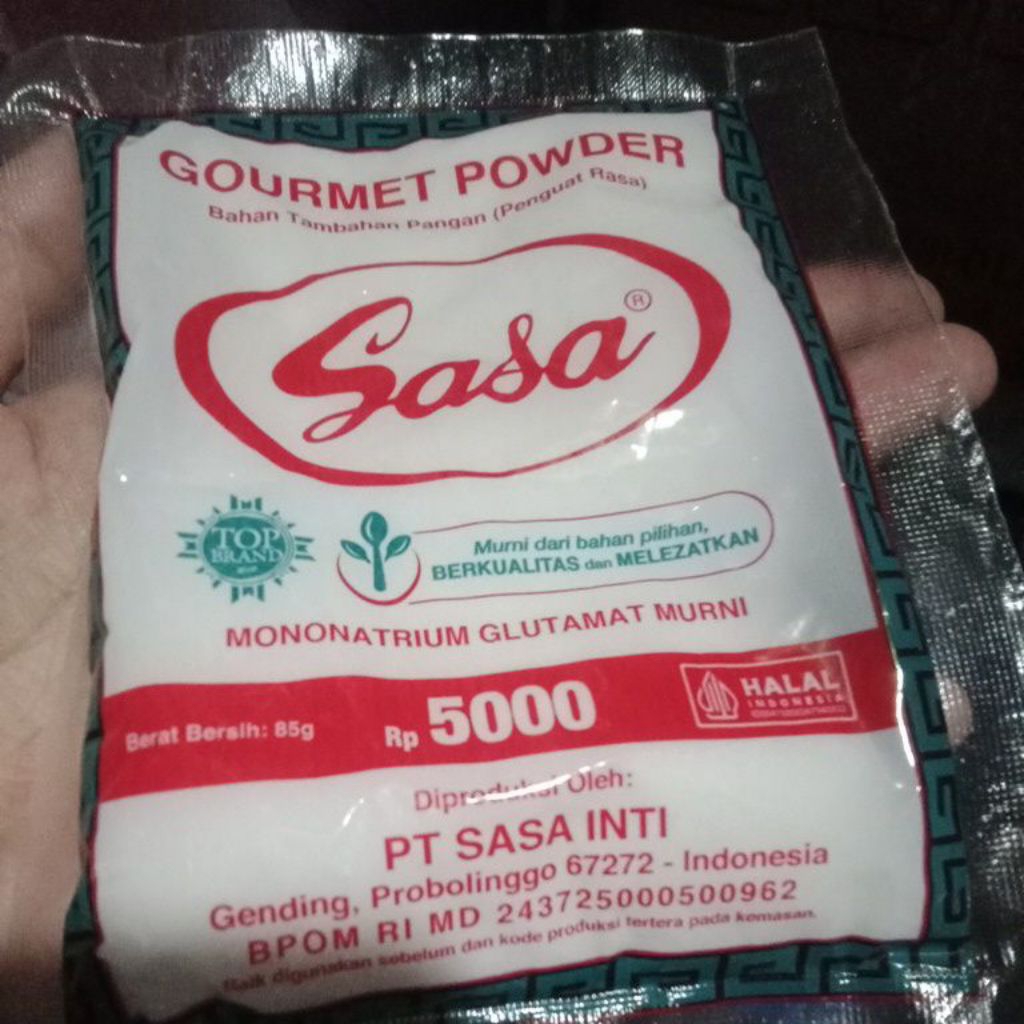 GOURMET POWDER
Bahan Tambahan Pangan (Penguat Rasa)
Sasa ®
TOP
BRAND
Murni dari bahan pilihan,
BERKUALITAS dan MELEZATKAN
MONONATRIUM GLUTAMAT MURNI
Berat Bersih: 85g
Rp 5000
HALAL
INDONESIA
Diproduksi Oleh:
PT SASA INTI
Gending, Probolinggo 67272 - Indonesia
BPOM RI MD 243725000500962
Baik digunakan sebelum dan kode produksi tertera pada kemasan.